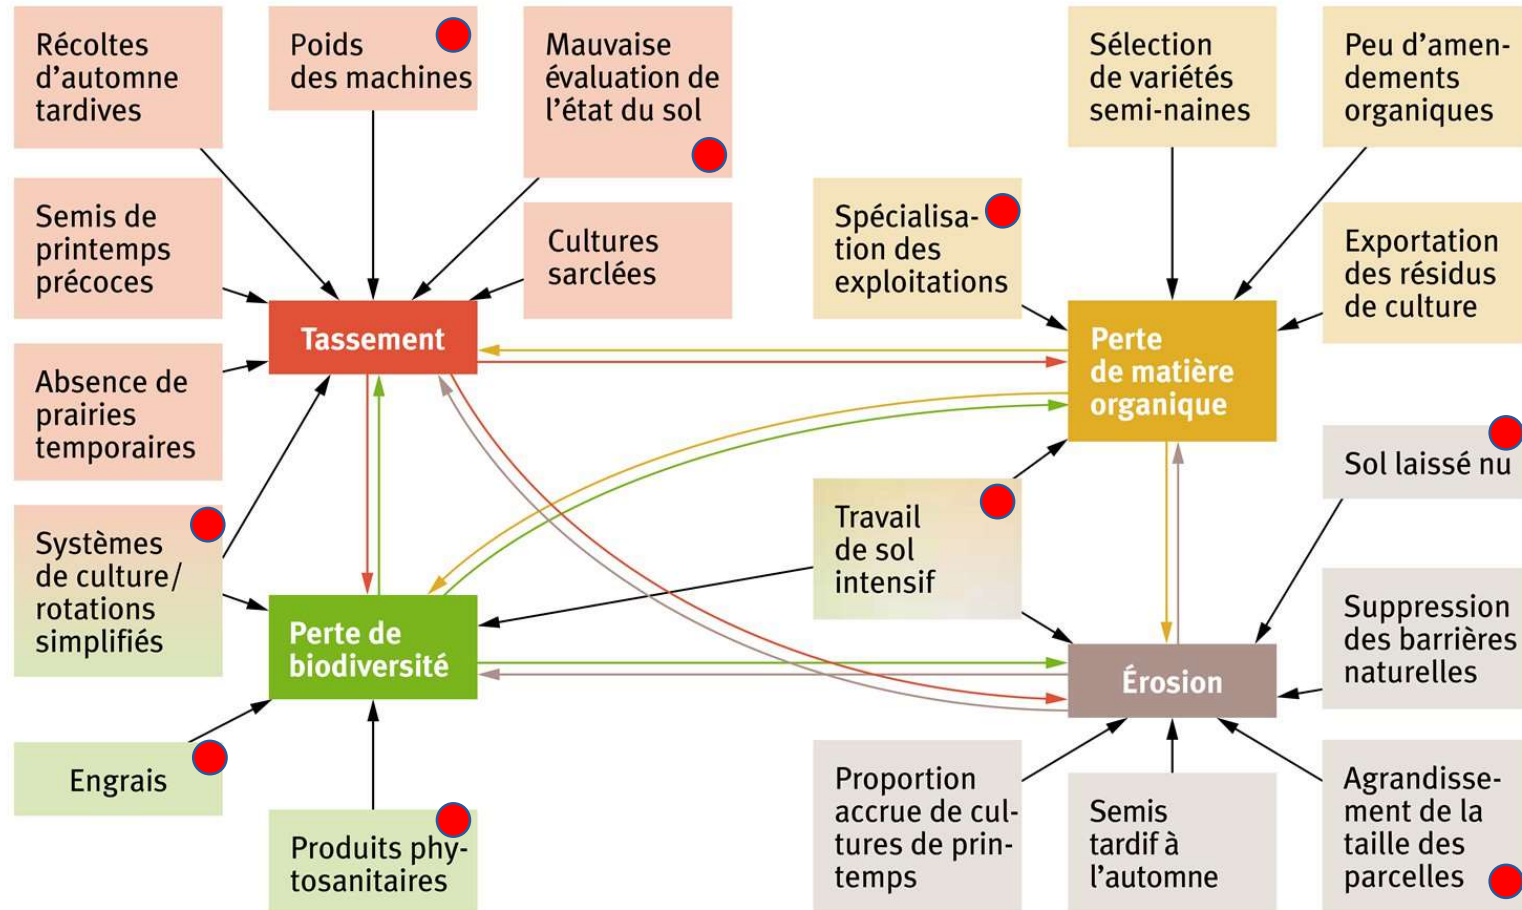 Récoltes
d’automne
tardives
Poids
des machines
Mauvaise
évaluation de
l’état du sol
Sélection
de variétés
semi-naines
Peu d’amen-
dements
organiques
Semis de
printemps
précoces
Cultures
sarclées
Spécialisa-
tion des
exploitations
Exportation
des résidus
de culture
Tassement
Perte
de matière
organique
Absence de
prairies
temporaires
Sol laissé nu
Systèmes
de culture/
rotations
simplifiés
Travail
de sol
intensif
Suppression
des barrières
naturelles
Perte de
biodiversité
Érosion
Engrais
Produits phy-
tosanitaires
Proportion
accrue de cul-
tures de prin-
temps
Semis
tardif à
l’automne
Agrandisse-
ment de la
taille des
parcelles